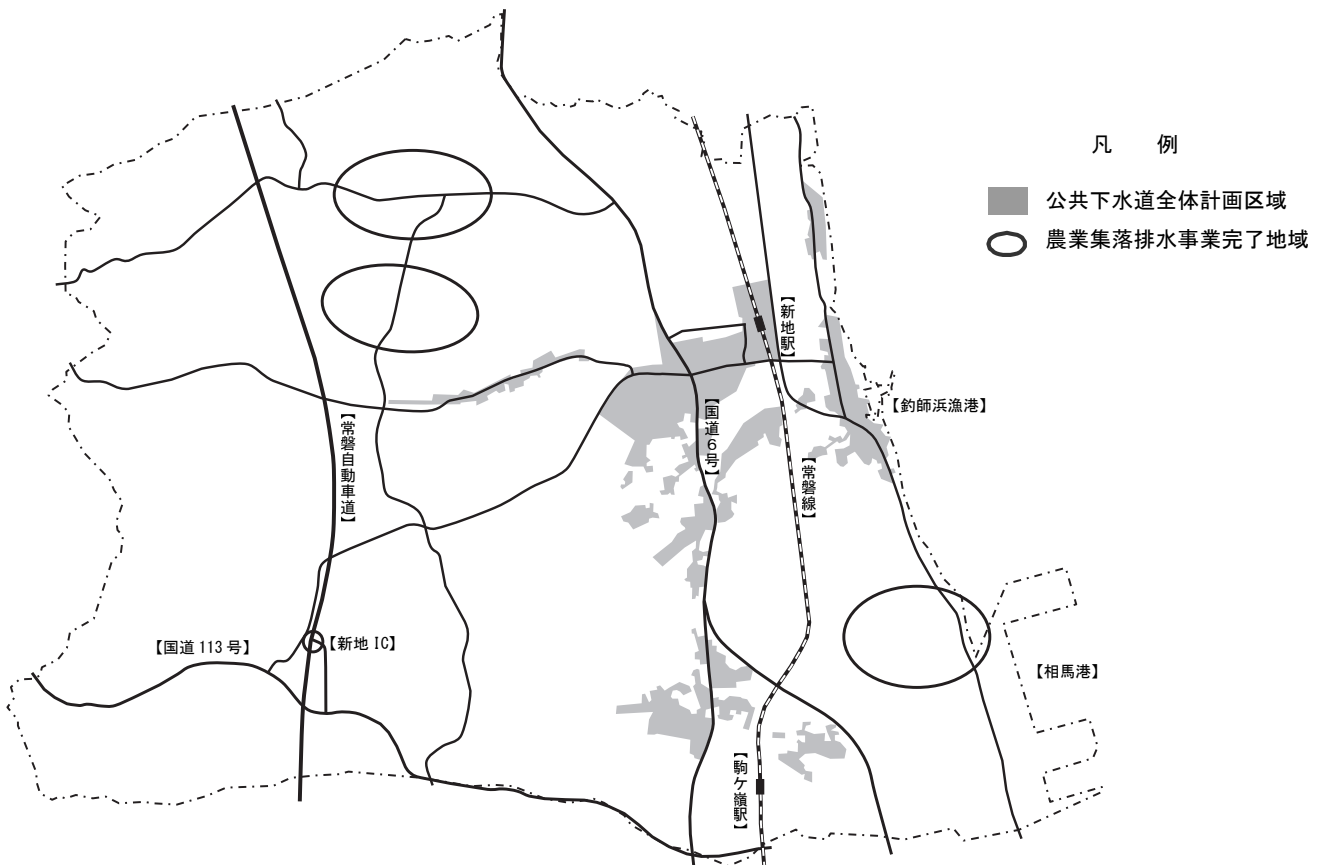 凡　例
公共下水道全体計画区域
農業集落排水事業完了地域
【新地駅】
【釣師浜漁港】
【国道６号】
【常磐自動車道】
【常磐線】
【国道113号】
【新地IC】
【相馬港】
【駒ケ嶺駅】